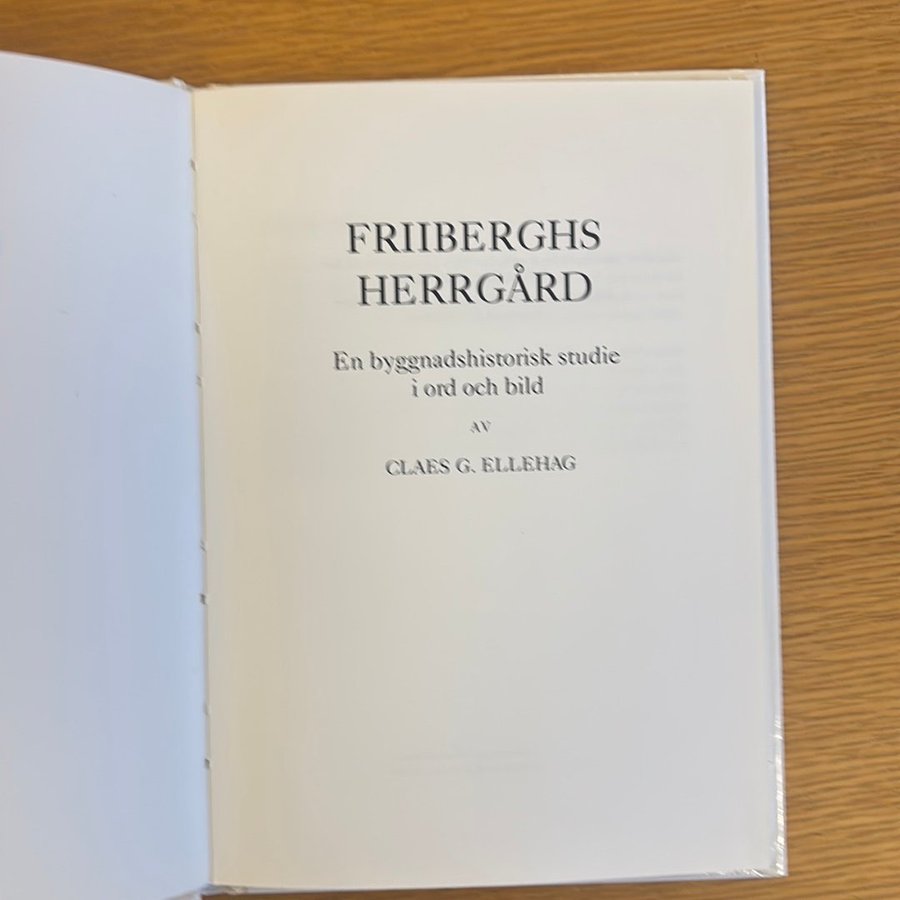 FRIIBERGHS
HERRGÅRD
En byggnadshistorisk studie
i ord och bild
AV
CLAES G. ELLEHAG